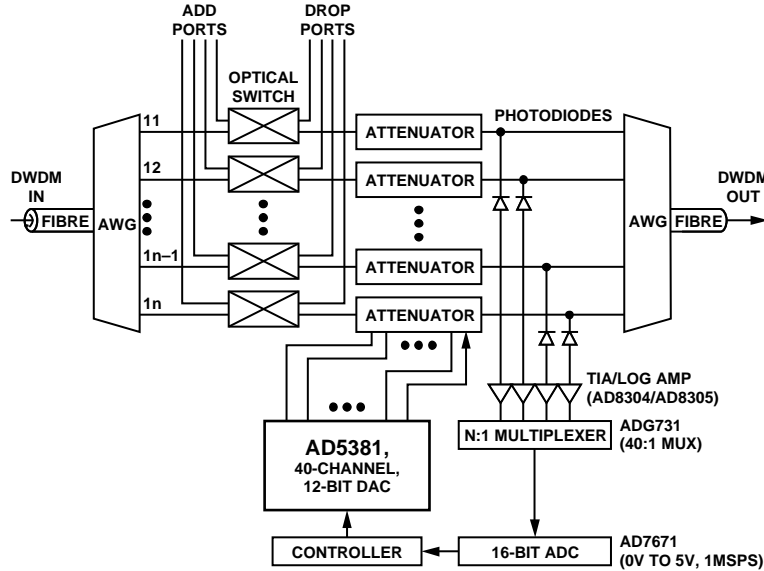 ADD
PORTS
DROP
PORTS
OPTICAL
SWITCH
PHOTODIODES
11
ATTENUATOR
12
ATTENUATOR
DWDM
IN
FIBRE
AWG
AWG
FIBRE
DWDM
OUT
1n–1
ATTENUATOR
1n
ATTENUATOR
TIA/LOG AMP
(AD8304/AD8305)
N:1 MULTIPLEXER
ADG731
(40:1 MUX)
AD5381,
40-CHANNEL,
12-BIT DAC
CONTROLLER
16-BIT ADC
AD7671
(0V TO 5V, 1MSPS)